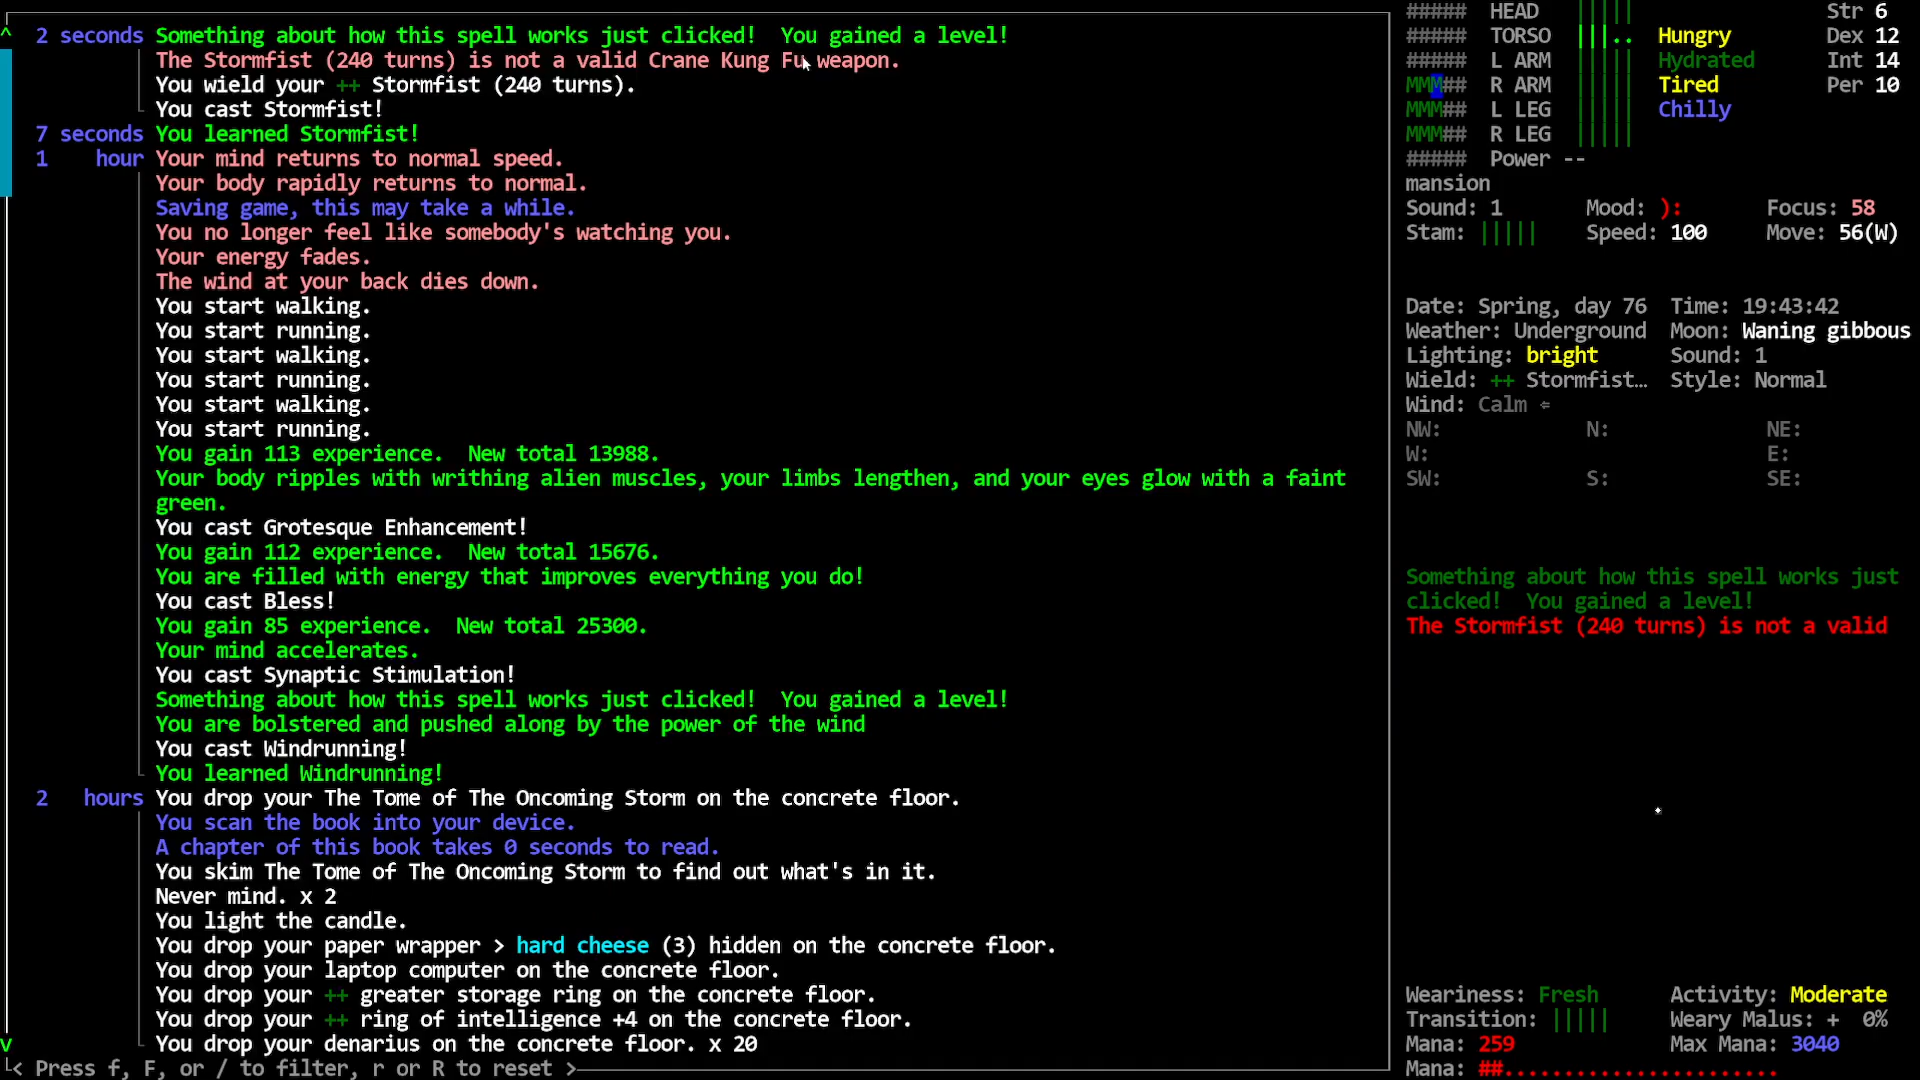 2 seconds Something about how this spell works just clicked!  You gained a level!
The Stormfist (240 turns) is not a valid Crane Kung Fu weapon.
You wield your ++ Stormfist (240 turns).
You cast Stormfist!
7 seconds You learned Stormfist!
1 hour Your mind returns to normal speed.
Your body rapidly returns to normal.
Saving game, this may take a while.
You no longer feel like somebody's watching you.
Your energy fades.
The wind at your back dies down.
You start walking.
You start running.
You start walking.
You start running.
You start walking.
You start running.
You gain 113 experience.  New total 13988.
Your body ripples with writhing alien muscles, your limbs lengthen, and your eyes glow with a faint
green.
You cast Grotesque Enhancement!
You gain 112 experience.  New total 15676.
You are filled with energy that improves everything you do!
You cast Bless!
You gain 85 experience.  New total 25300.
Your mind accelerates.
You cast Synaptic Stimulation!
Something about how this spell works just clicked!  You gained a level!
You are bolstered and pushed along by the power of the wind
You cast Windrunning!
You learned Windrunning!
2 hours You drop your The Tome of The Oncoming Storm on the concrete floor.
You scan the book into your device.
A chapter of this book takes 0 seconds to read.
You skim The Tome of The Oncoming Storm to find out what's in it.
Never mind. x 2
You light the candle.
You drop your paper wrapper > hard cheese (3) hidden on the concrete floor.
You drop your laptop computer on the concrete floor.
You drop your ++ greater storage ring on the concrete floor.
You drop your ++ ring of intelligence +4 on the concrete floor.
You drop your denarius on the concrete floor. x 20
< Press f, F, or / to filter, r or R to reset >
##### HEAD ||||| Str 6
##### TORSO |||.. Hungry Dex 12
##### L ARM ||||| Hydrated Int 14
MMM## R ARM ||||| Tired Per 10
MMM## L LEG ||||| Chilly
MMM## R LEG |||||
##### Power --
mansion
Sound: 1 Mood: ): Focus: 58
Stam: ||||| Speed: 100 Move: 56(W)
Date: Spring, day 76 Time: 19:43:42
Weather: Underground Moon: Waning gibbous
Lighting: bright Sound: 1
Wield: ++ Stormfist… Style: Normal
Wind: Calm ⇐
NW: N: NE:
W: E:
SW: S: SE:
Something about how this spell works just
clicked!  You gained a level!
The Stormfist (240 turns) is not a valid
Weariness: Fresh Activity: Moderate
Transition: ||||| Weary Malus: + 0%
Mana: 259 Max Mana: 3040
Mana: ##.......................